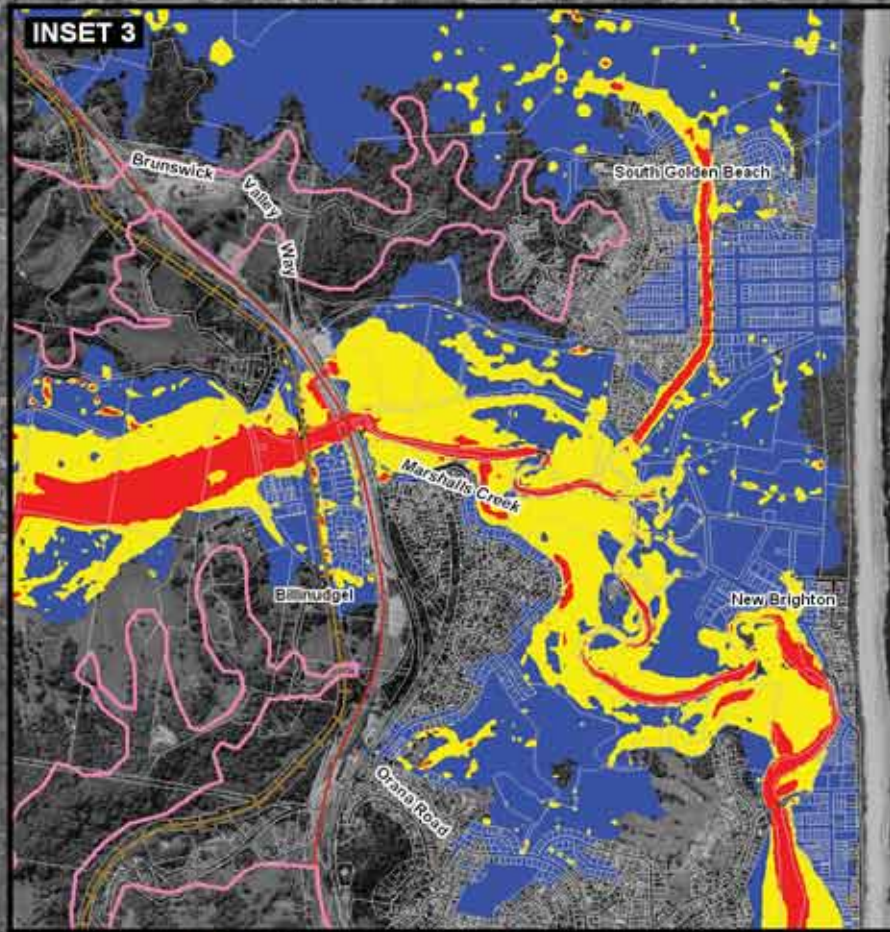 INSET 3
Brunswick
Valley
Way
South Golden Beach
Marshalls Creek
Billinudgel
New Brighton
Orana Road